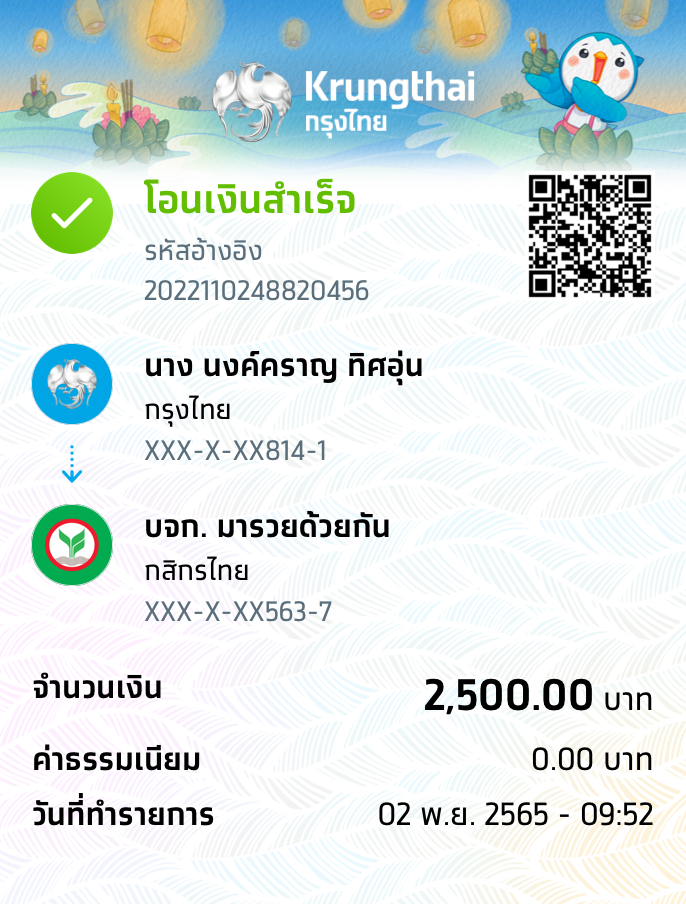 Krungthai
กรุงไทย
โอนเงินสำเร็จ
รหัสอ้างอิง
2022110248820456
นาง นงค์คราญ ทิศอุ่น
กรุงไทย
XXX-X-XX814-1
บจก. มารวยด้วยกัน
กสิกรไทย
XXX-X-XX563-7
จำนวนเงิน 2,500.00 บาท
ค่าธรรมเนียม 0.00 บาท
วันที่ทำรายการ 02 พ.ย. 2565 - 09:52